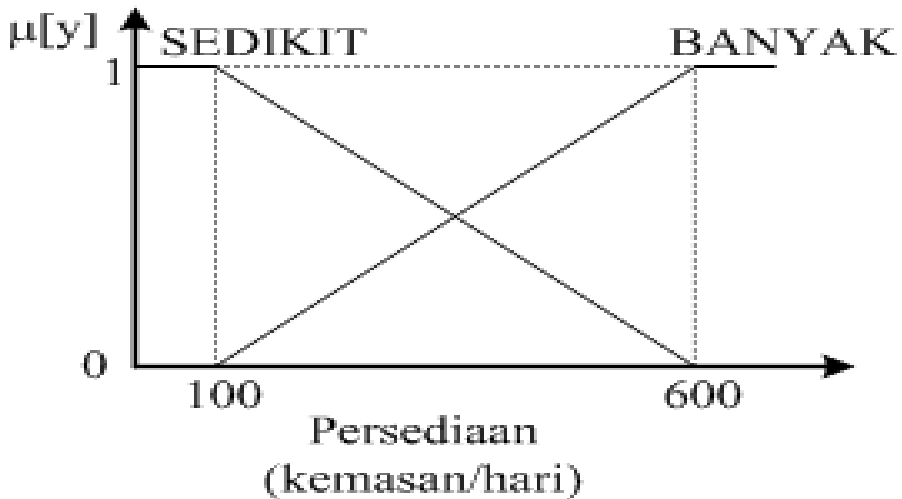 μ[y]
SEDIKIT
BANYAK
1
0
100
600
Persediaan
(kemasan/hari)